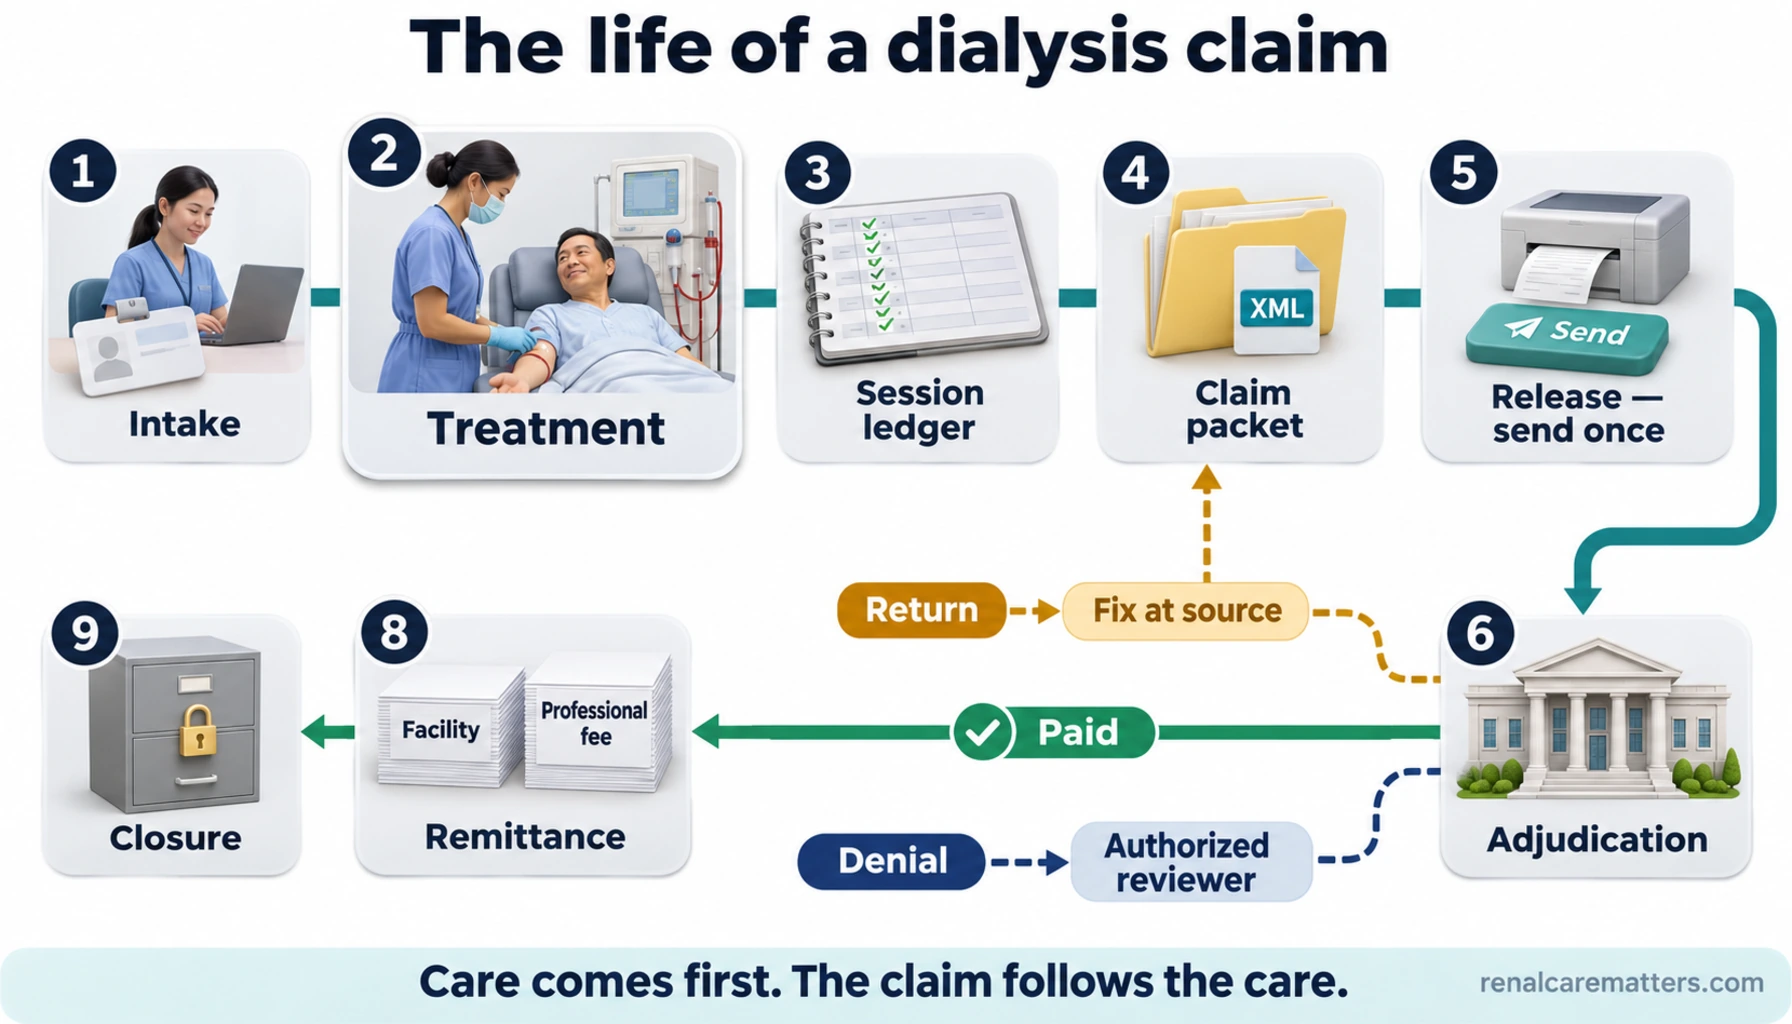 The life of a dialysis claim
1
Intake
2
Treatment
3
Session
ledger
4
XML
Claim
packet
5
Send
Release —
send once
Return
Fix at source
6
Adjudication
Paid
Denial
Authorized
reviewer
8
Facility
Professional
fee
Remittance
9
Closure
Care comes first. The claim follows the care.
renalcarematters.com